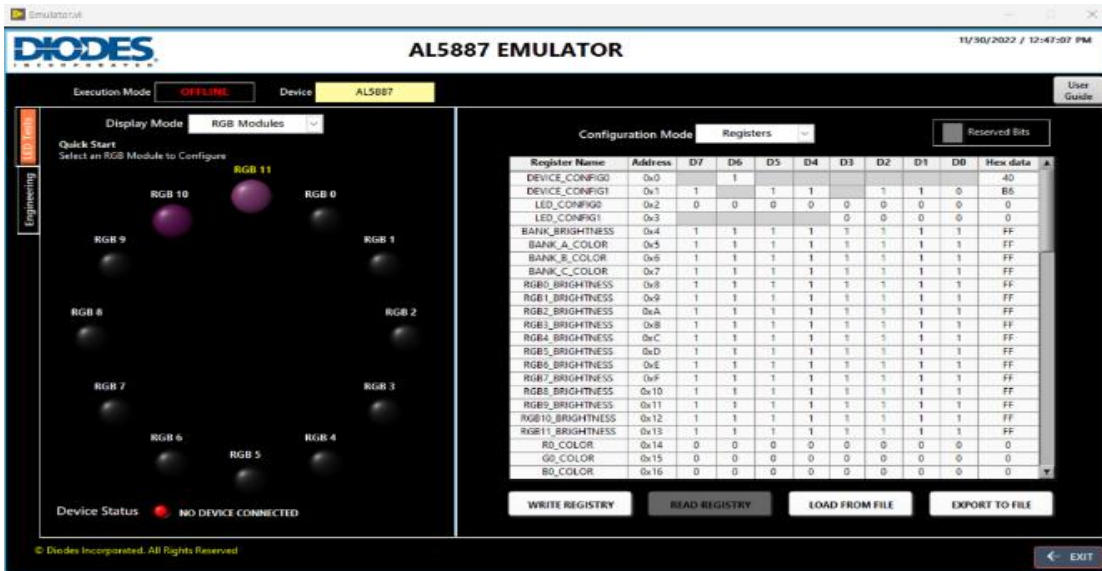 Emulator.vi
DIODES
INCORPORATED
AL5887 EMULATOR
11/30/2022 / 12:47:07 PM
Execution Mode OFFLINE Device AL5887
User Guide
LED Tests
Engineering
Display Mode RGB Modules
Quick Start
Select an RGB Module to Configure
RGB 11
RGB 10
RGB 0
RGB 9
RGB 1
RGB 8
RGB 2
RGB 7
RGB 3
RGB 6
RGB 4
RGB 5
Device Status NO DEVICE CONNECTED
Configuration Mode Registers
Reserved Bits
Register Name Address D7 D6 D5 D4 D3 D2 D1 D0 Hex data
DEVICE_CONFIG0 0x0 1 40
DEVICE_CONFIG1 0x1 1 1 1 1 1 0 B6
LED_CONFIG0 0x2 0 0 0 0 0 0 0 0 0
LED_CONFIG1 0x3 0 0 0 0 0
BANK_BRIGHTNESS 0x4 1 1 1 1 1 1 1 1 FF
BANK_A_COLOR 0x5 1 1 1 1 1 1 1 1 FF
BANK_B_COLOR 0x6 1 1 1 1 1 1 1 1 FF
BANK_C_COLOR 0x7 1 1 1 1 1 1 1 1 FF
RGB0_BRIGHTNESS 0x8 1 1 1 1 1 1 1 1 FF
RGB1_BRIGHTNESS 0x9 1 1 1 1 1 1 1 1 FF
RGB2_BRIGHTNESS 0xA 1 1 1 1 1 1 1 1 FF
RGB3_BRIGHTNESS 0xB 1 1 1 1 1 1 1 1 FF
RGB4_BRIGHTNESS 0xC 1 1 1 1 1 1 1 1 FF
RGB5_BRIGHTNESS 0xD 1 1 1 1 1 1 1 1 FF
RGB6_BRIGHTNESS 0xE 1 1 1 1 1 1 1 1 FF
RGB7_BRIGHTNESS 0xF 1 1 1 1 1 1 1 1 FF
RGB8_BRIGHTNESS 0x10 1 1 1 1 1 1 1 1 FF
RGB9_BRIGHTNESS 0x11 1 1 1 1 1 1 1 1 FF
RGB10_BRIGHTNESS 0x12 1 1 1 1 1 1 1 1 FF
RGB11_BRIGHTNESS 0x13 1 1 1 1 1 1 1 1 FF
R0_COLOR 0x14 0 0 0 0 0 0 0 0 0
G0_COLOR 0x15 0 0 0 0 0 0 0 0 0
B0_COLOR 0x16 0 0 0 0 0 0 0 0 0
WRITE REGISTRY READ REGISTRY LOAD FROM FILE EXPORT TO FILE
© Diodes Incorporated. All Rights Reserved
EXIT